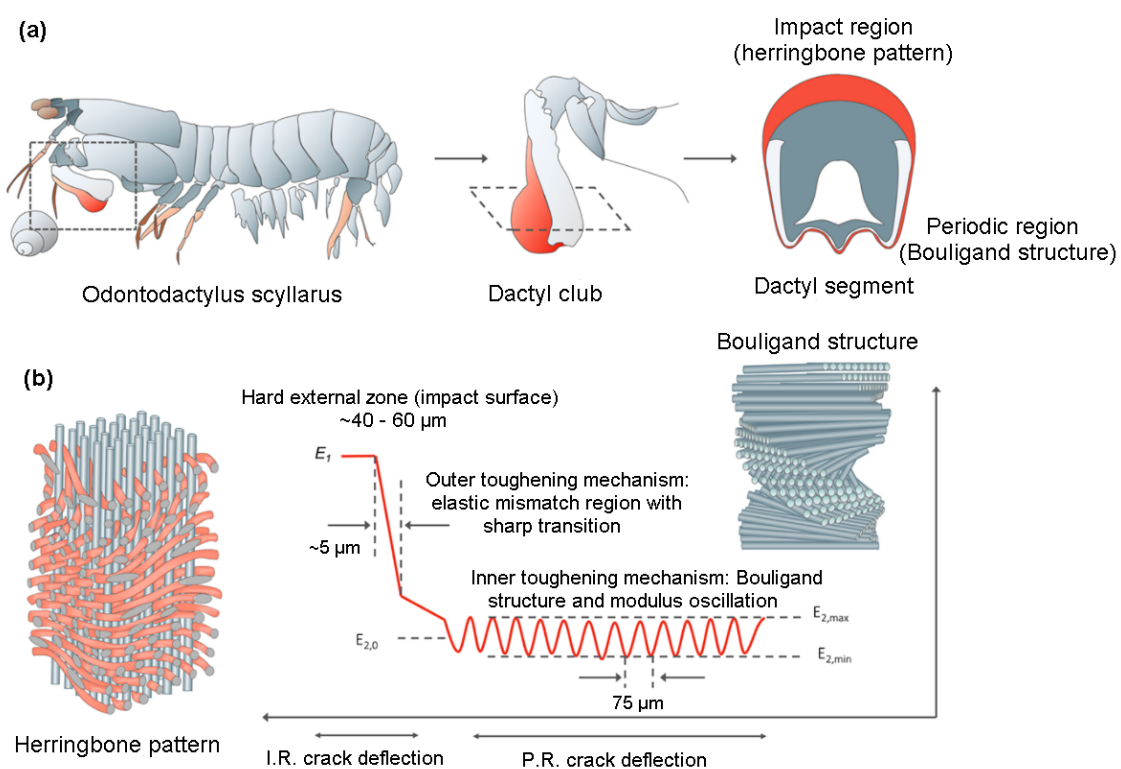 (a)
Impact region
(herringbone pattern)
Periodic region
(Bouligand structure)
Odontodactylus scyllarus
Dactyl club
Dactyl segment
Bouligand structure
(b)
Hard external zone (impact surface)
~40 - 60 µm
E1
Outer toughening mechanism:
elastic mismatch region with
sharp transition
~5 µm
Inner toughening mechanism: Bouligand
structure and modulus oscillation
E2,max
E2,0
E2,min
75 µm
Herringbone pattern
I.R. crack deflection
P.R. crack deflection